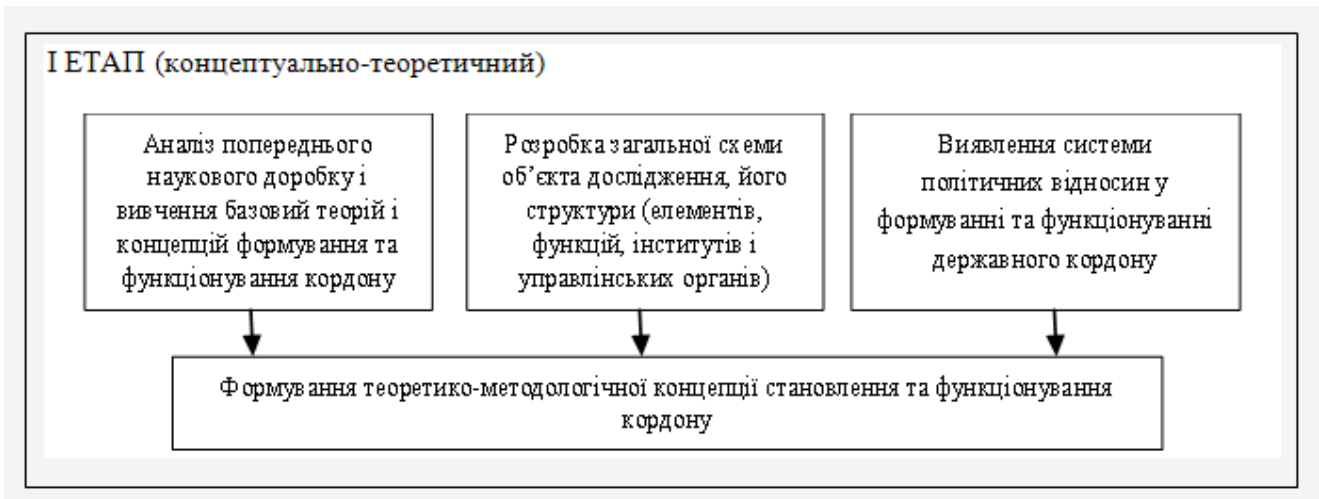 І ЕТАП (концептуально-теоретичний)
Аналіз попереднього
наукового доробку і
вивчення базовий теорій і
концепцій формування та
функціонування кордону
Розробка загальної схеми
об’єкта дослідження, його
структури (елементів,
функцій, інститутів і
управлінських органів)
Виявлення системи
політичних відносин у
формуванні та функціонуванні
державного кордону
Формування теоретико-методологічної концепції становлення та функціонування
кордону